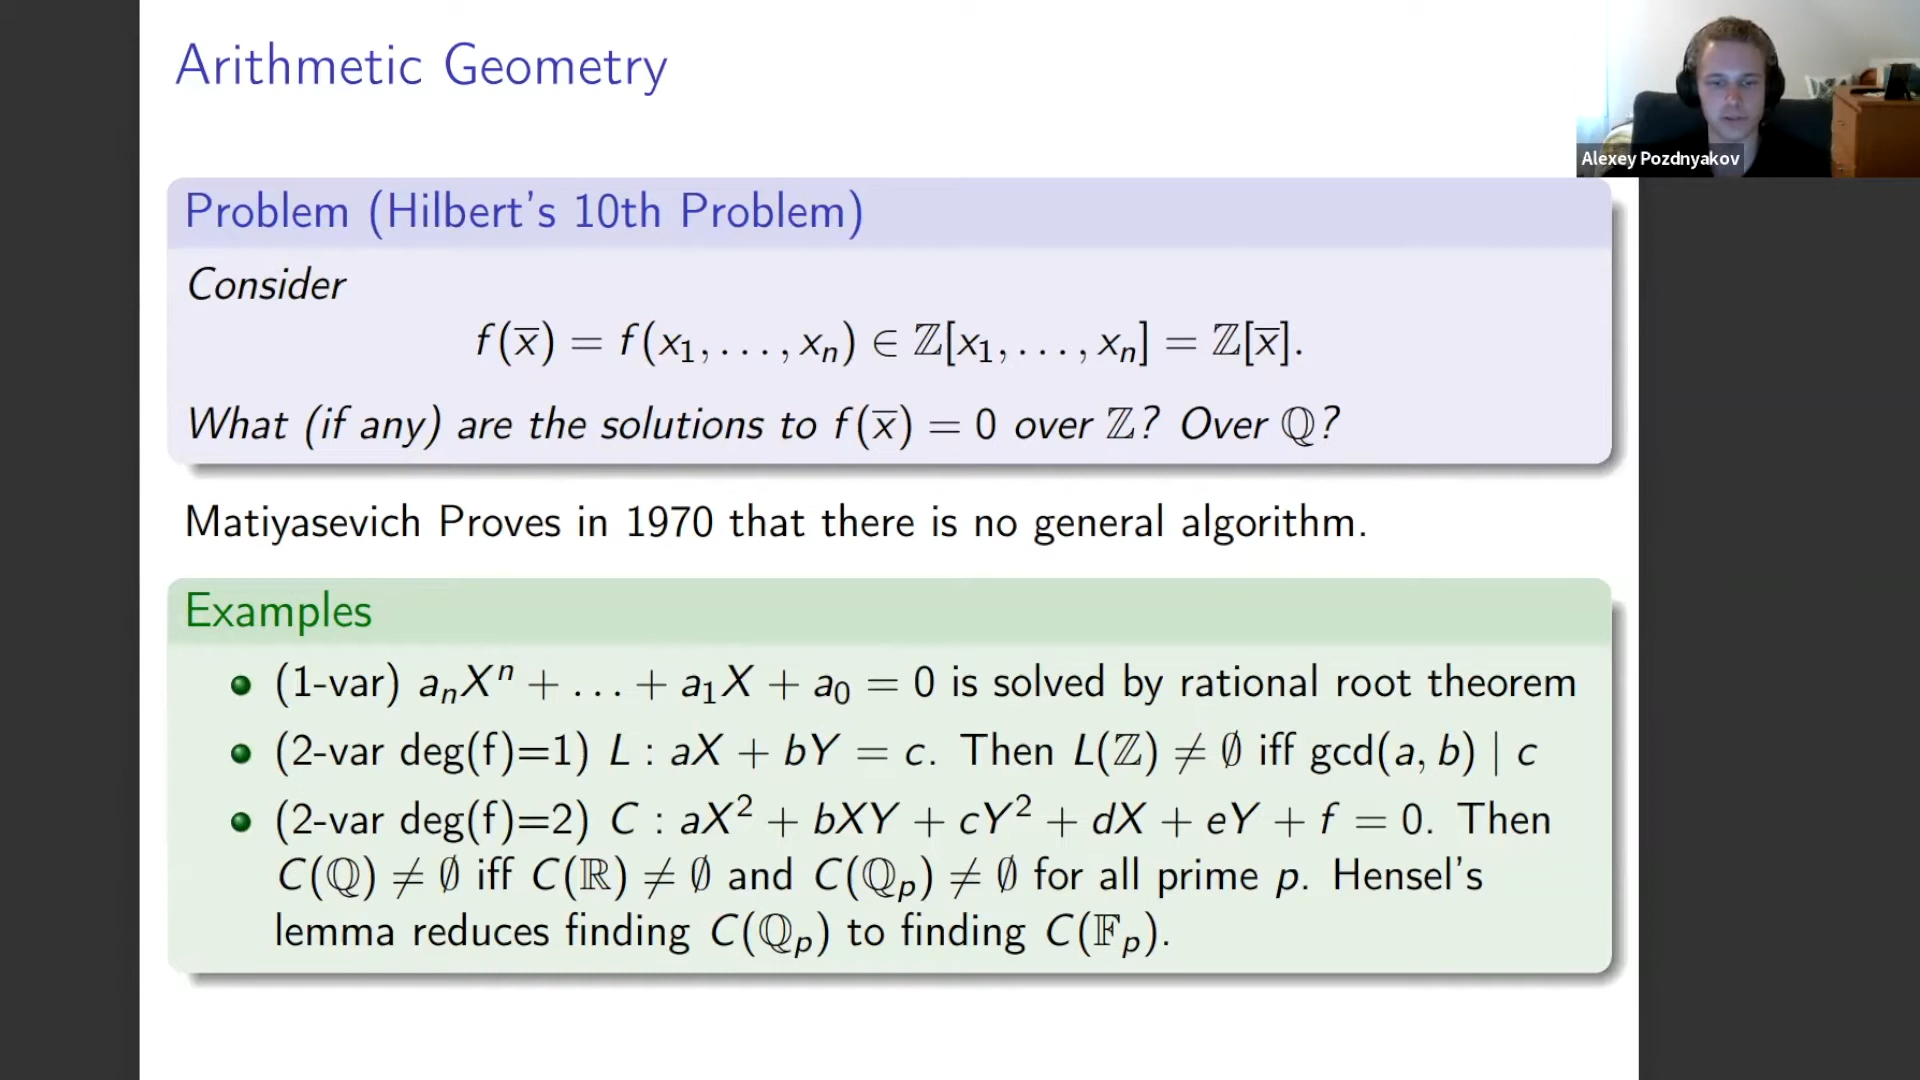 Arithmetic Geometry
Alexey Pozdnyakov
Problem (Hilbert's 10th Problem)
Consider
f(x̅) = f(x₁, . . . , xₙ) ∈ ℤ[x₁, . . . , xₙ] = ℤ[x̅].
What (if any) are the solutions to f(x̅) = 0 over ℤ? Over ℚ?
Matiyasevich Proves in 1970 that there is no general algorithm.
Examples
(1-var) aₙXⁿ + . . . + a₁X + a₀ = 0 is solved by rational root theorem
(2-var deg(f)=1) L : aX + bY = c. Then L(ℤ) ≠ ∅ iff gcd(a, b) | c
(2-var deg(f)=2) C : aX² + bXY + cY² + dX + eY + f = 0. Then
C(ℚ) ≠ ∅ iff C(ℝ) ≠ ∅ and C(ℚₚ) ≠ ∅ for all prime p. Hensel's
lemma reduces finding C(ℚₚ) to finding C(𝔽ₚ).